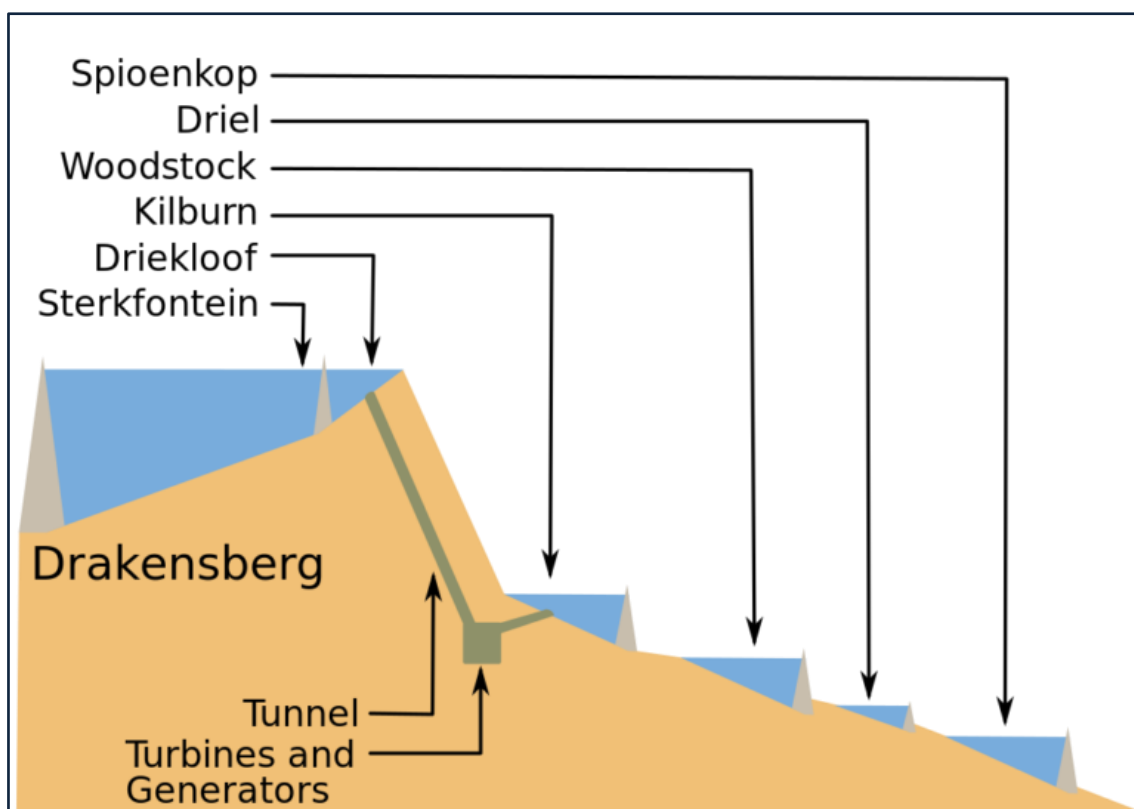 Spioenkop
Driel
Woodstock
Kilburn
Driekloof
Sterkfontein
Drakensberg
Tunnel
Turbines and
Generators